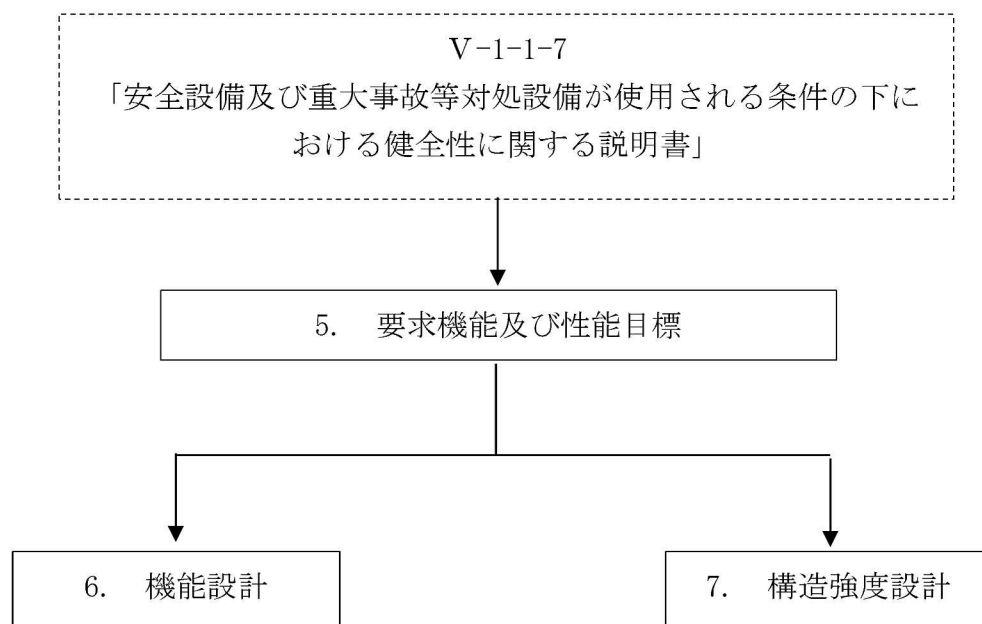 Ⅴ-1-1-7
「安全設備及び重大事故等対処設備が使用される条件の下に
おける健全性に関する説明書」
5. 要求機能及び性能目標
6. 機能設計
7. 構造強度設計